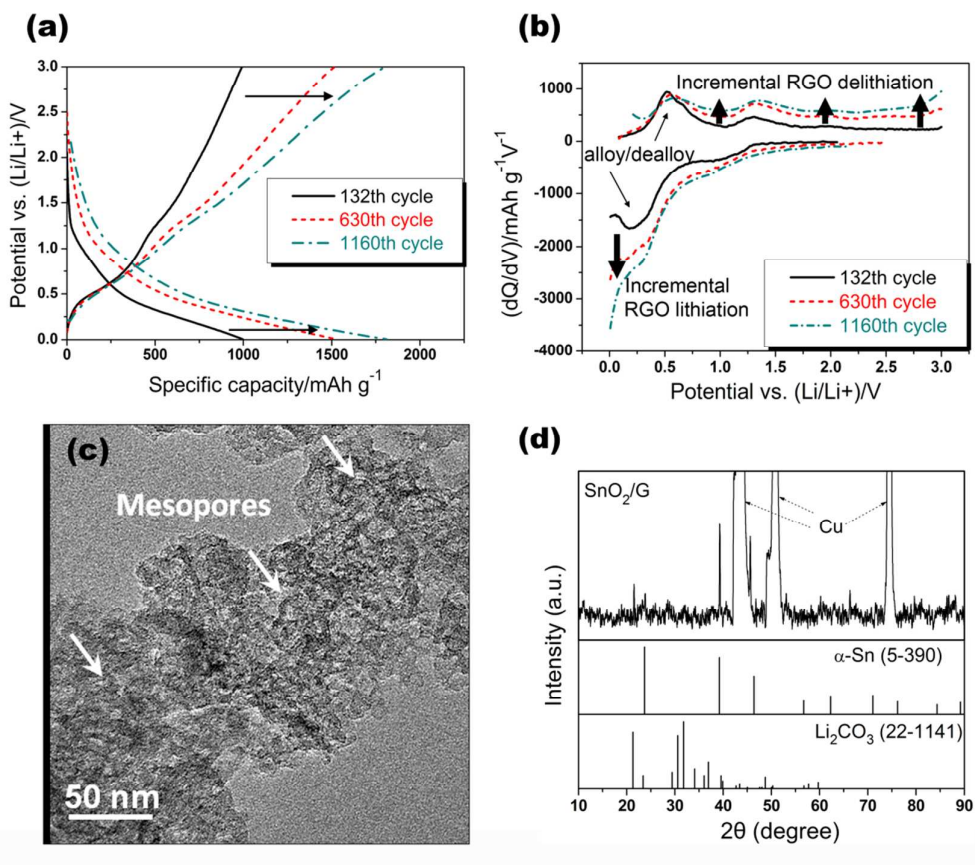 (a)
3.0
2.5
2.0
1.5
1.0
0.5
0.0
Potential vs. (Li/Li+)/V
132th cycle
630th cycle
1160th cycle
0 500 1000 1500 2000
Specific capacity/mAh g-1
(b)
1000
0
-1000
-2000
-3000
-4000
(dQ/dV)/mAh g-1V-1
Incremental RGO delithiation
alloy/dealloy
Incremental
RGO lithiation
132th cycle
630th cycle
1160th cycle
0.0 0.5 1.0 1.5 2.0 2.5 3.0
Potential vs. (Li/Li+)/V
(c)
Mesopores
50 nm
(d)
SnO2/G
Cu
Intensity (a.u.)
α-Sn (5-390)
Li2CO3 (22-1141)
10 20 30 40 50 60 70 80 90
2θ (degree)